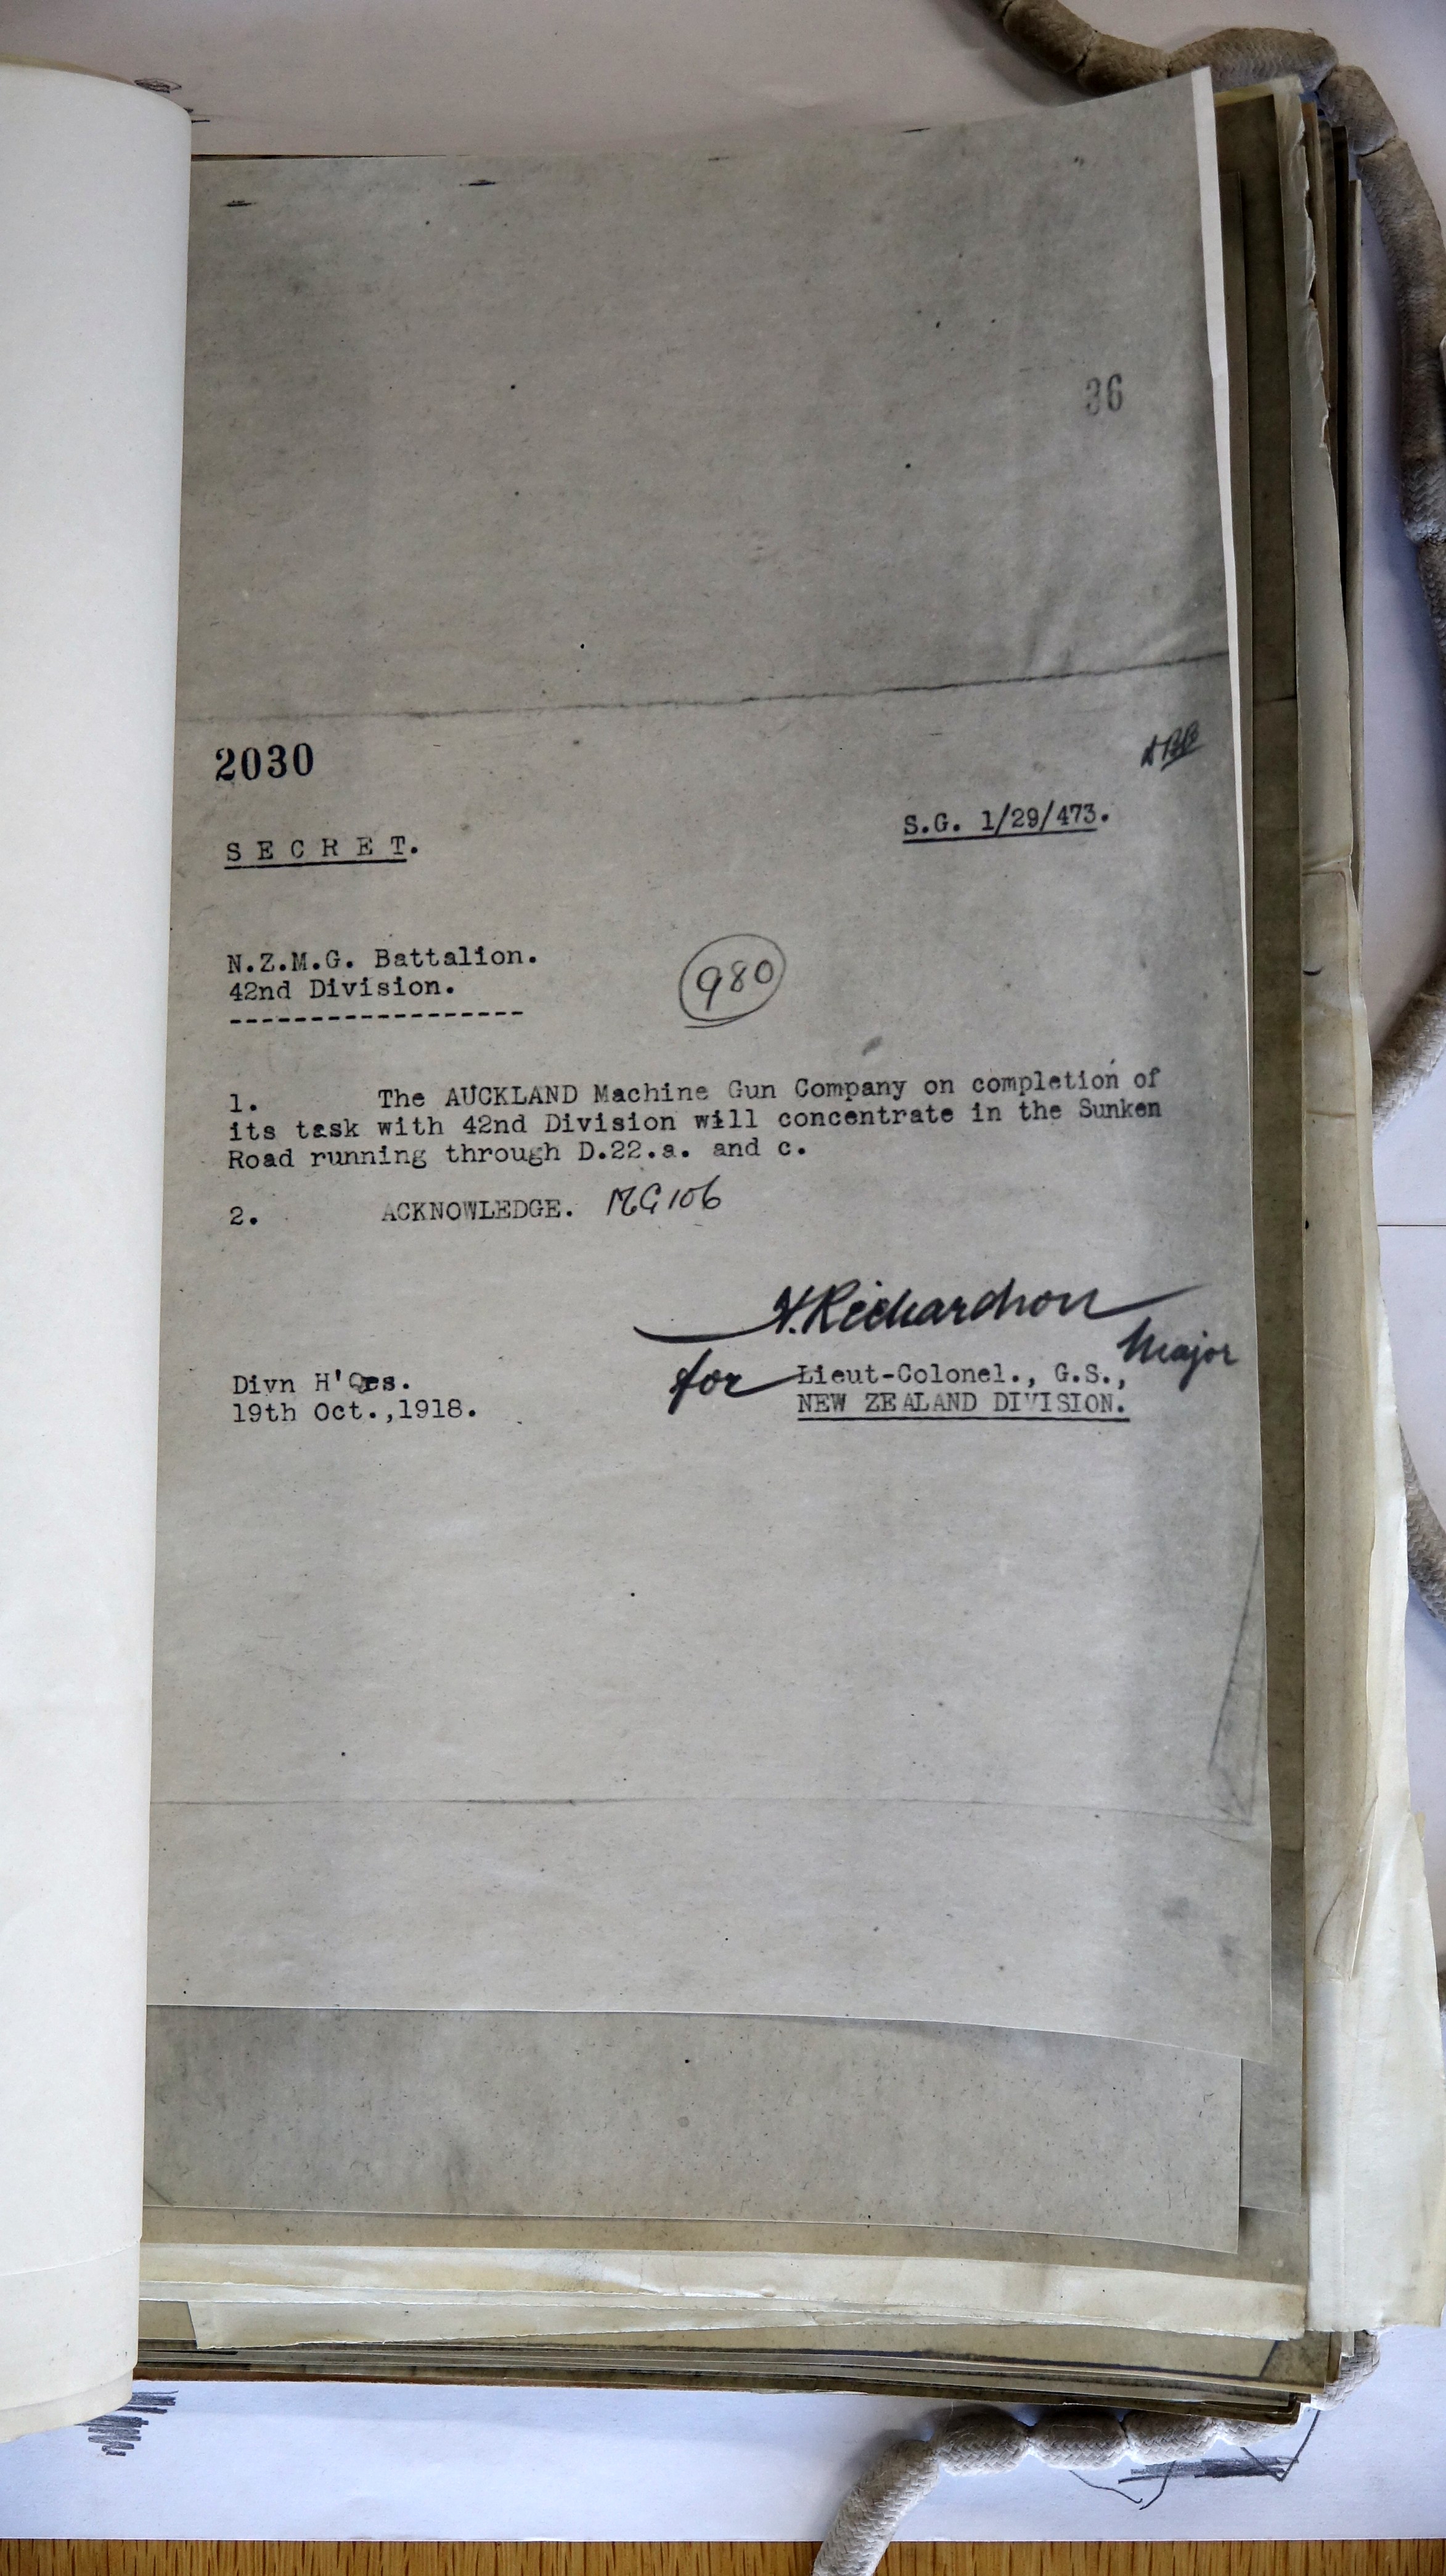 36
2030
S.G. 1/29/473.
S E C R E T.
N.Z.M.G. Battalion.
42nd Division.
------------------
980
1. The AUCKLAND Machine Gun Company on completion of
its task with 42nd Division will concentrate in the Sunken
Road running through D.22.a. and c.
2. ACKNOWLEDGE. MG106
H.Richardson
Major
for Lieut-Colonel., G.S.,
NEW ZEALAND DIVISION.
Divn H'Qrs.
19th Oct.,1918.